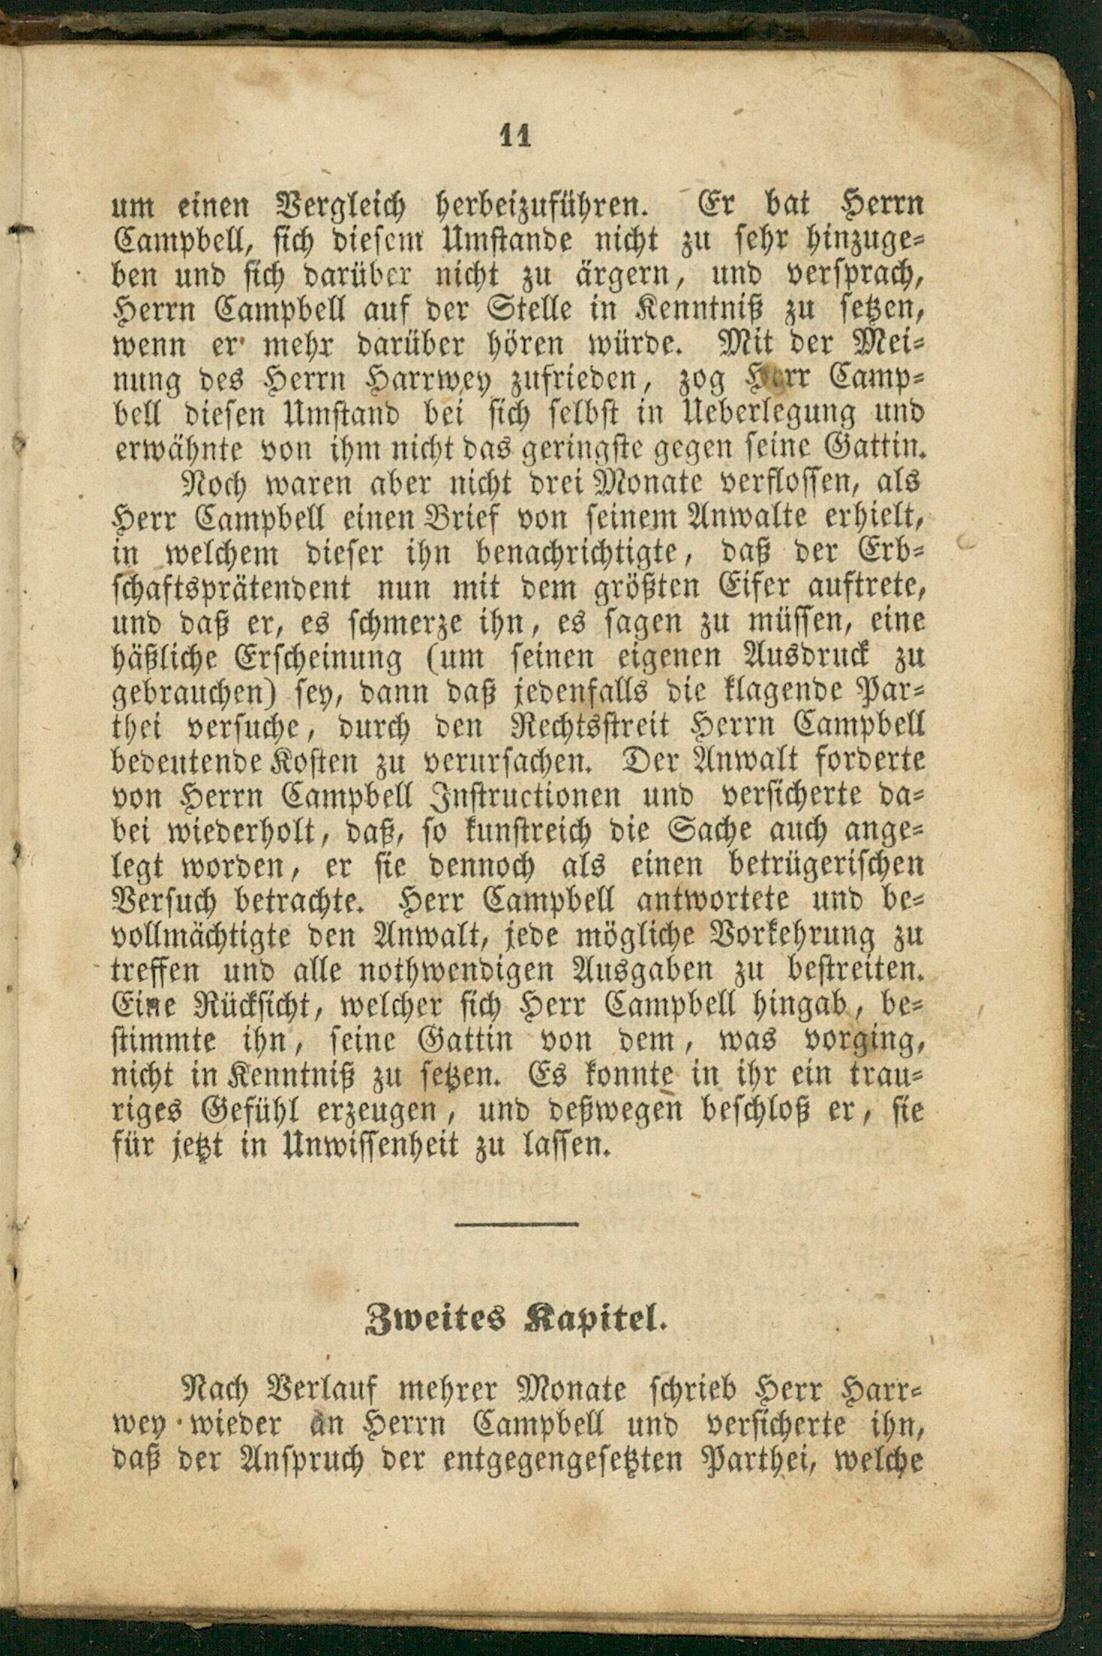 11
um einen Vergleich herbeizuführen. Er bat Herrn
Campbell, sich diesem Umstande nicht zu sehr hinzuge-
ben und sich darüber nicht zu ärgern, und versprach,
Herrn Campbell auf der Stelle in Kenntniß zu setzen,
wenn er mehr darüber hören würde. Mit der Mei-
nung des Herrn Harrwey zufrieden, zog Herr Camp-
bell diesen Umstand bei sich selbst in Ueberlegung und
erwähnte von ihm nicht das geringste gegen seine Gattin.
Noch waren aber nicht drei Monate verflossen, als
Herr Campbell einen Brief von seinem Anwalte erhielt,
in welchem dieser ihn benachrichtigte, daß der Erb-
schaftsprätendent nun mit dem größten Eifer auftrete,
und daß er, es schmerze ihn, es sagen zu müssen, eine
häßliche Erscheinung (um seinen eigenen Ausdruck zu
gebrauchen) sey, dann daß jedenfalls die klagende Par-
thei versuche, durch den Rechtsstreit Herrn Campbell
bedeutende Kosten zu verursachen. Der Anwalt forderte
von Herrn Campbell Instructionen und versicherte da-
bei wiederholt, daß, so kunstreich die Sache auch ange-
legt worden, er sie dennoch als einen betrügerischen
Versuch betrachte. Herr Campbell antwortete und be-
vollmächtigte den Anwalt, jede mögliche Vorkehrung zu
treffen und alle nothwendigen Ausgaben zu bestreiten.
Eine Rücksicht, welcher sich Herr Campbell hingab, be-
stimmte ihn, seine Gattin von dem, was vorging,
nicht in Kenntniß zu setzen. Es konnte in ihr ein trau-
riges Gefühl erzeugen, und deßwegen beschloß er, sie
für jetzt in Unwissenheit zu lassen.
Zweites Kapitel.
Nach Verlauf mehrer Monate schrieb Herr Harr-
wey wieder an Herrn Campbell und versicherte ihn,
daß der Anspruch der entgegengesetzten Parthei, welche